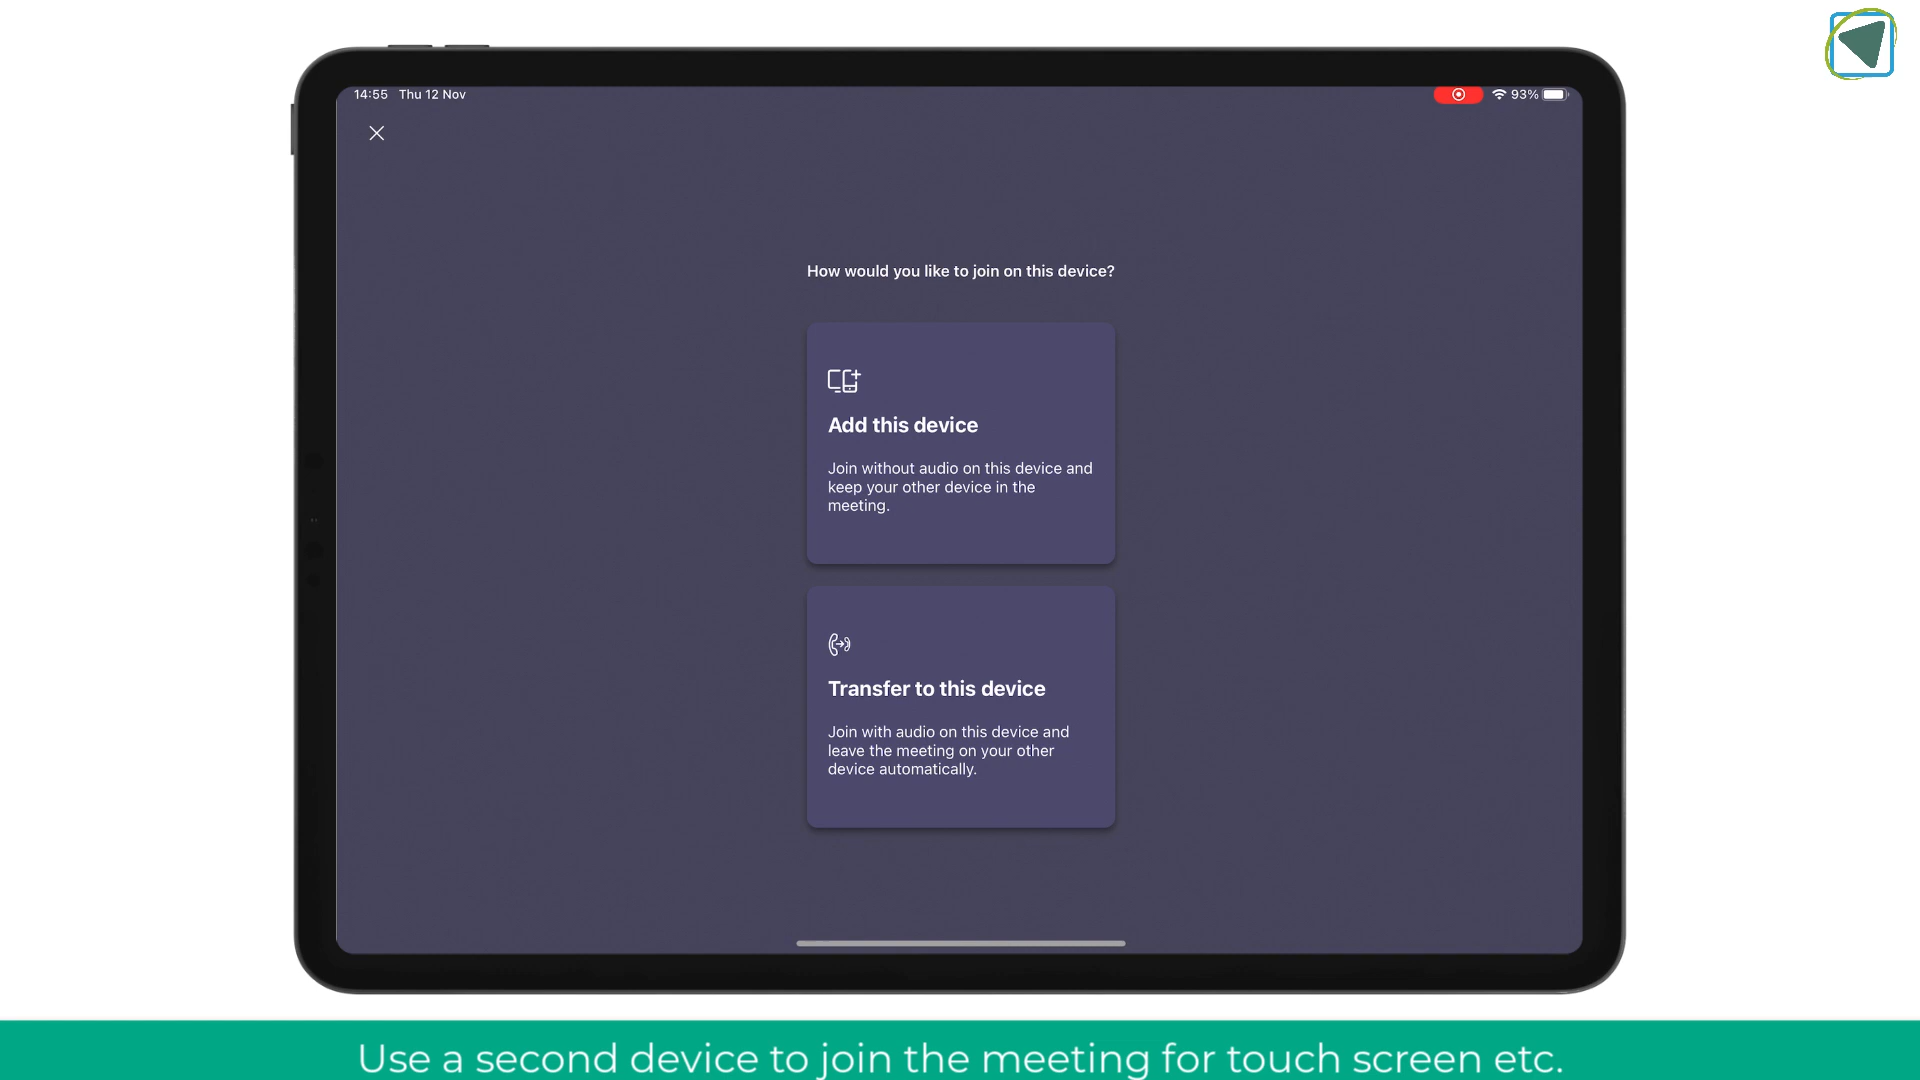 14:55 Thu 12 Nov
93%
How would you like to join on this device?
Add this device
Join without audio on this device and
keep your other device in the
meeting.
Transfer to this device
Join with audio on this device and
leave the meeting on your other
device automatically.
Use a second device to join the meeting for touch screen etc.